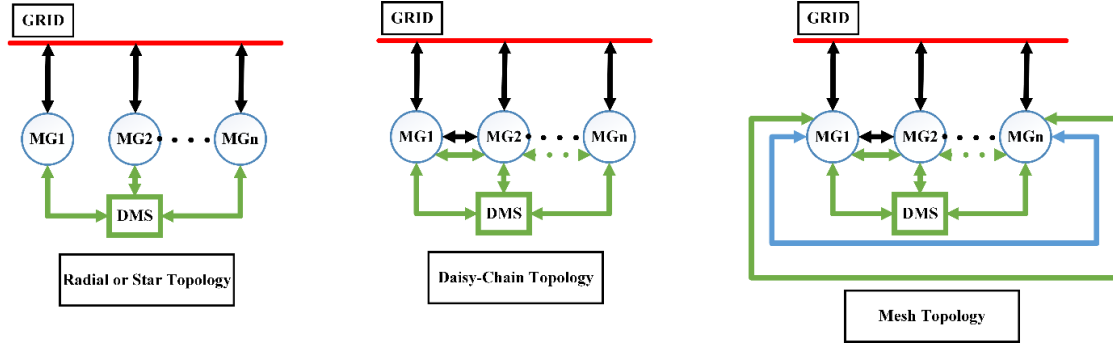 GRID
MG1
MG2
MGn
DMS
Radial or Star Topology
GRID
MG1
MG2
MGn
DMS
Daisy-Chain Topology
GRID
MG1
MG2
MGn
DMS
Mesh Topology